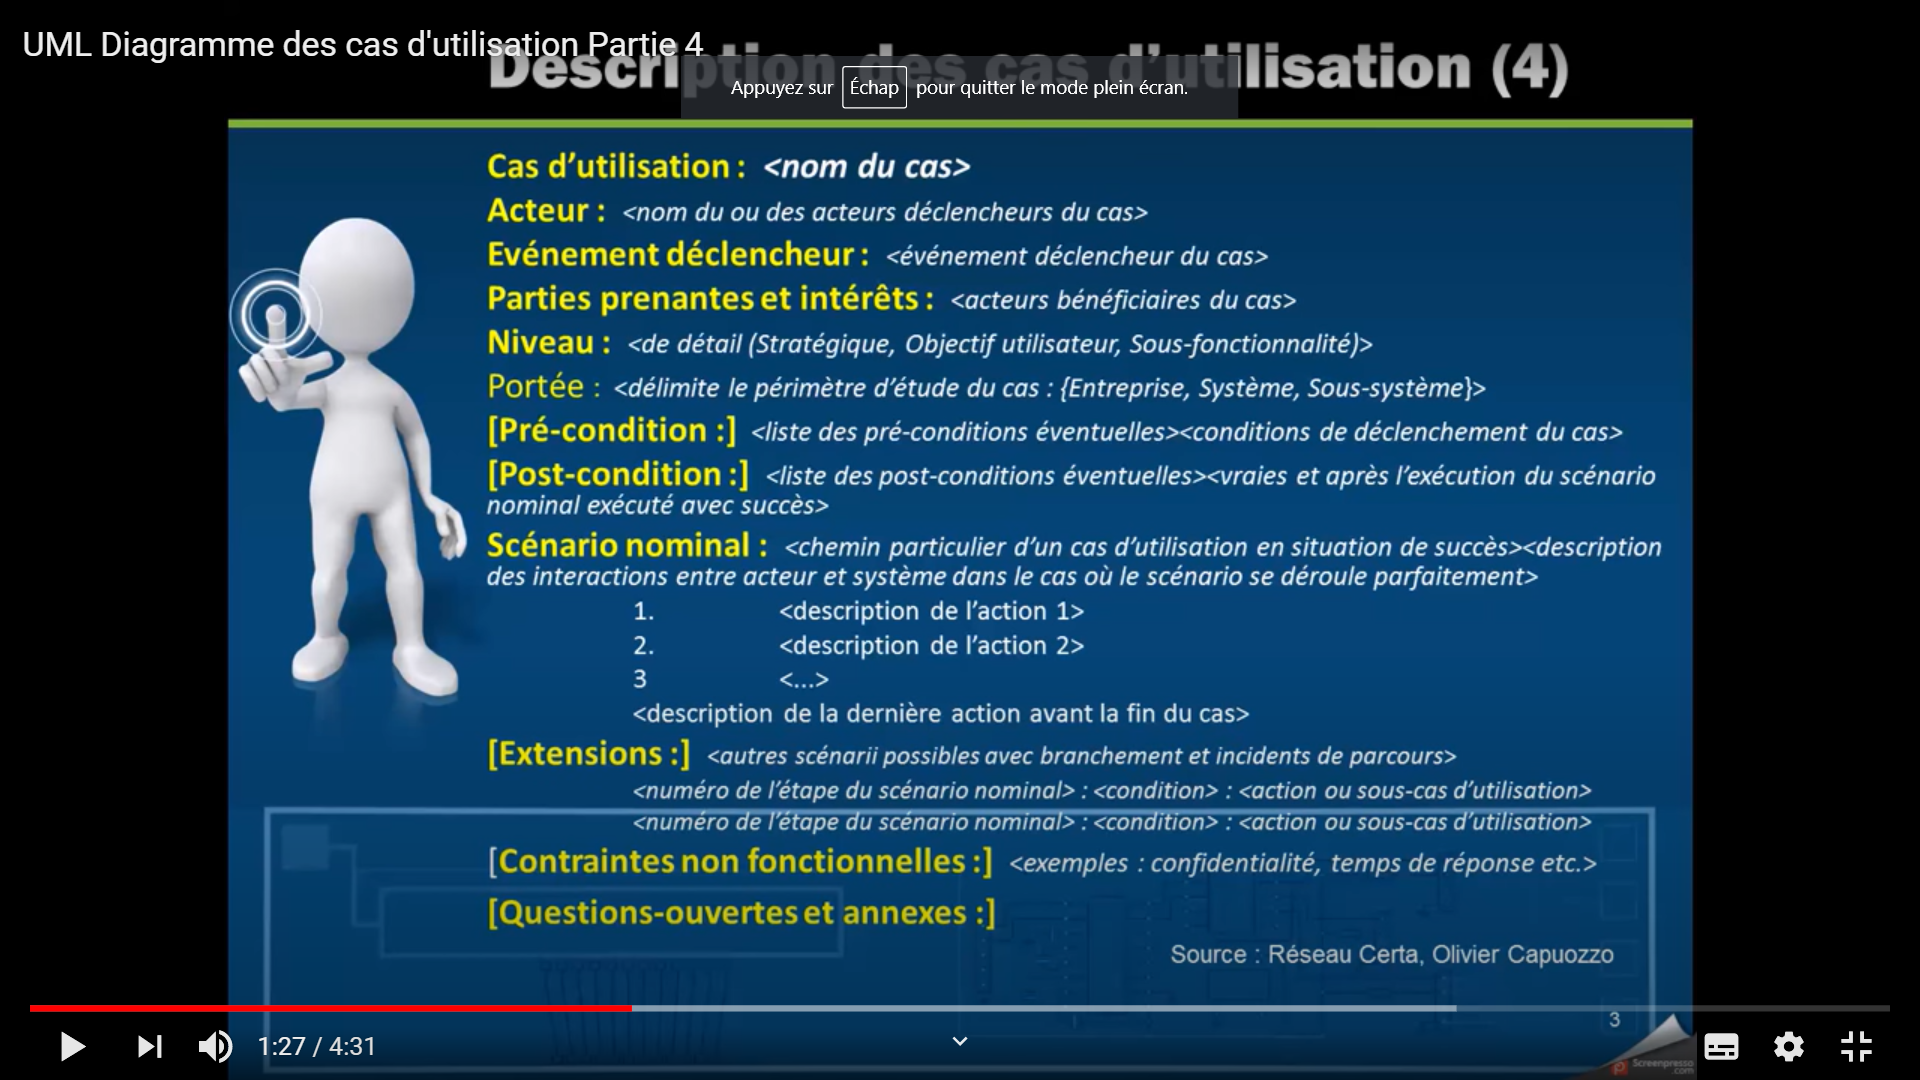 UML Diagramme des cas d'utilisation Partie 4
Description des cas d'utilisation (4)
Appuyez sur Échap pour quitter le mode plein écran.
Cas d'utilisation : <nom du cas>
Acteur : <nom du ou des acteurs déclencheurs du cas>
Evénement déclencheur : <événement déclencheur du cas>
Parties prenantes et intérêts : <acteurs bénéficiaires du cas>
Niveau : <de détail (Stratégique, Objectif utilisateur, Sous-fonctionnalité)>
Portée : <délimite le périmètre d'étude du cas : {Entreprise, Système, Sous-système}>
[Pré-condition :] <liste des pré-conditions éventuelles><conditions de déclenchement du cas>
[Post-condition :] <liste des post-conditions éventuelles><vraies et après l'exécution du scénario
nominal exécuté avec succès>
Scénario nominal : <chemin particulier d'un cas d'utilisation en situation de succès><description
des interactions entre acteur et système dans le cas où le scénario se déroule parfaitement>
1. <description de l'action 1>
2. <description de l'action 2>
3 <...>
<description de la dernière action avant la fin du cas>
[Extensions :] <autres scénarii possibles avec branchement et incidents de parcours>
<numéro de l'étape du scénario nominal> : <condition> : <action ou sous-cas d'utilisation>
<numéro de l'étape du scénario nominal> : <condition> : <action ou sous-cas d'utilisation>
[Contraintes non fonctionnelles :] <exemples : confidentialité, temps de réponse etc.>
[Questions-ouvertes et annexes :]
Source : Réseau Certa, Olivier Capuozzo
3
1:27 / 4:31
Screenpresso
.com